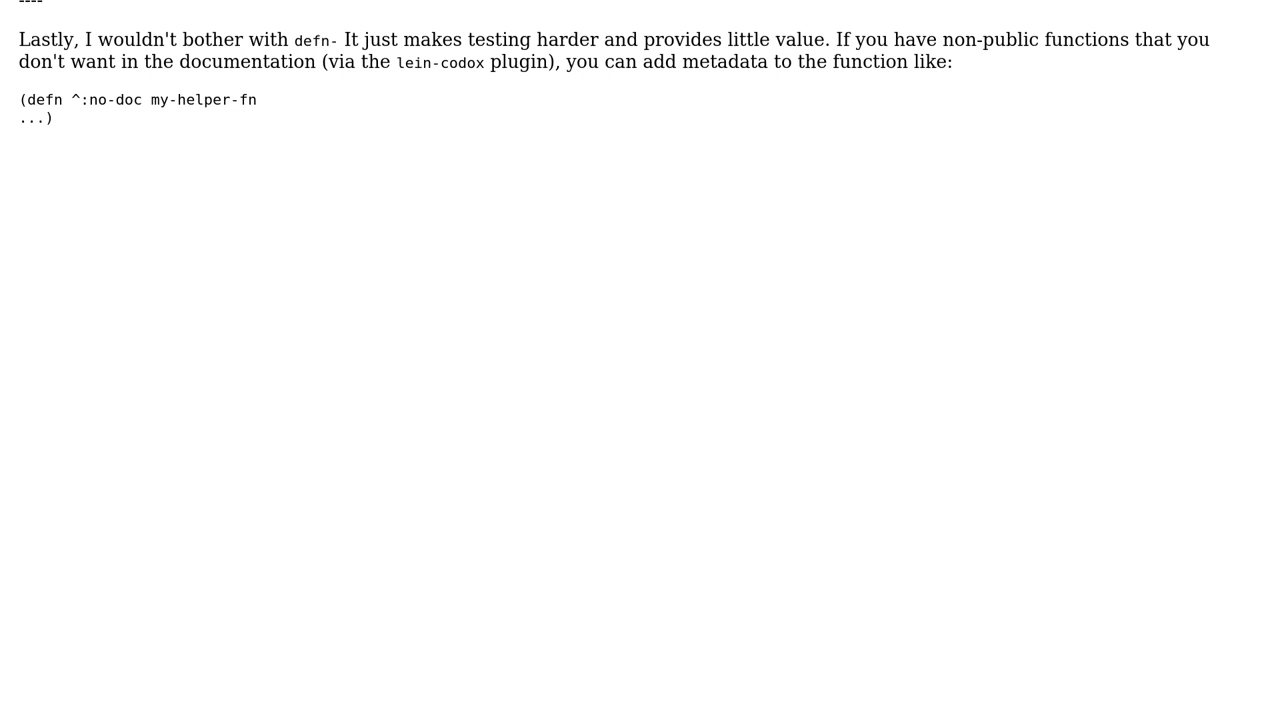 ----
Lastly, I wouldn't bother with defn- It just makes testing harder and provides little value. If you have non-public functions that you
don't want in the documentation (via the lein-codox plugin), you can add metadata to the function like:
(defn ^:no-doc my-helper-fn
...)